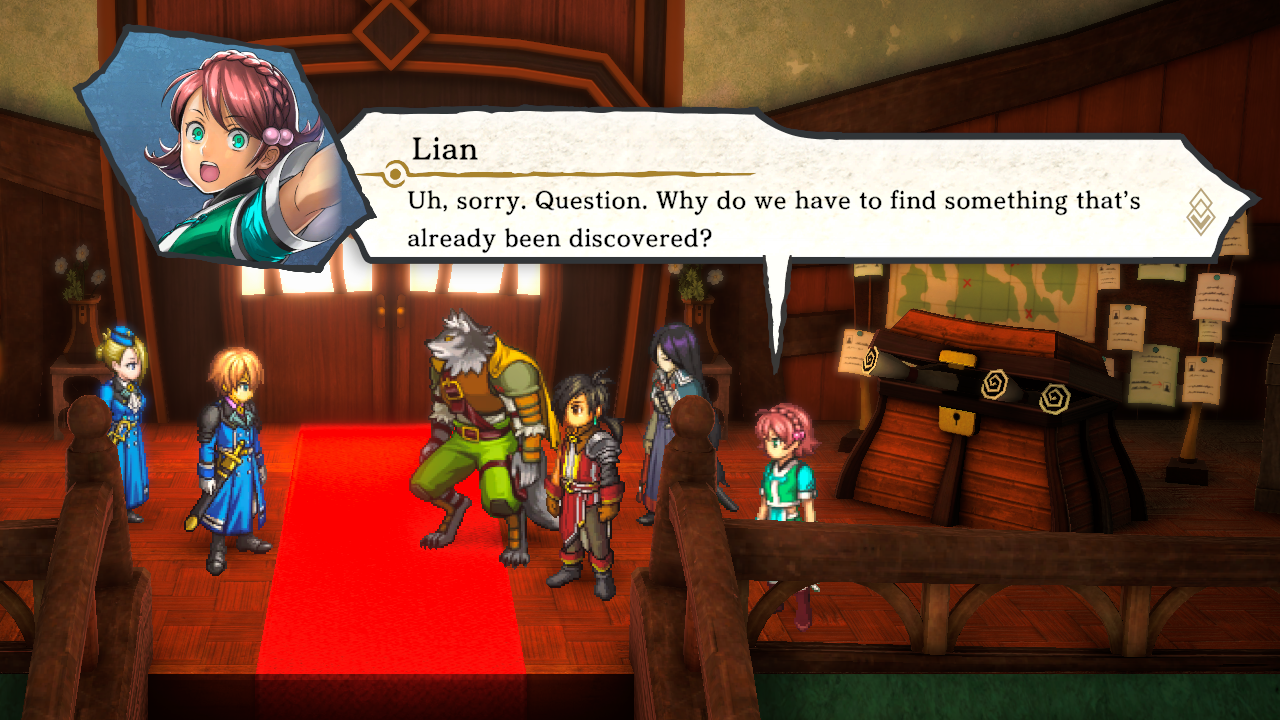 Lian
Uh, sorry. Question. Why do we have to find something that's
already been discovered?